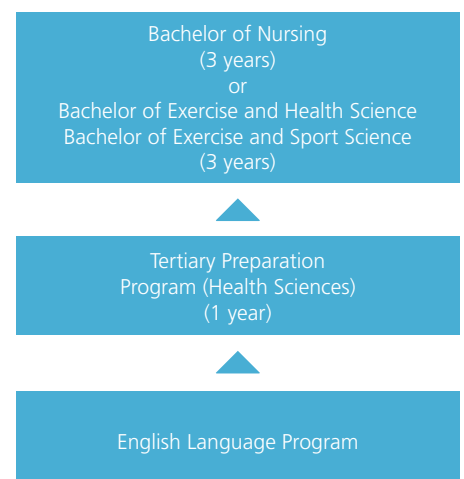 Bachelor of Nursing
(3 years)
or
Bachelor of Exercise and Health Science
Bachelor of Exercise and Sport Science
(3 years)
Tertiary Preparation
Program (Health Sciences)
(1 year)
English Language Program